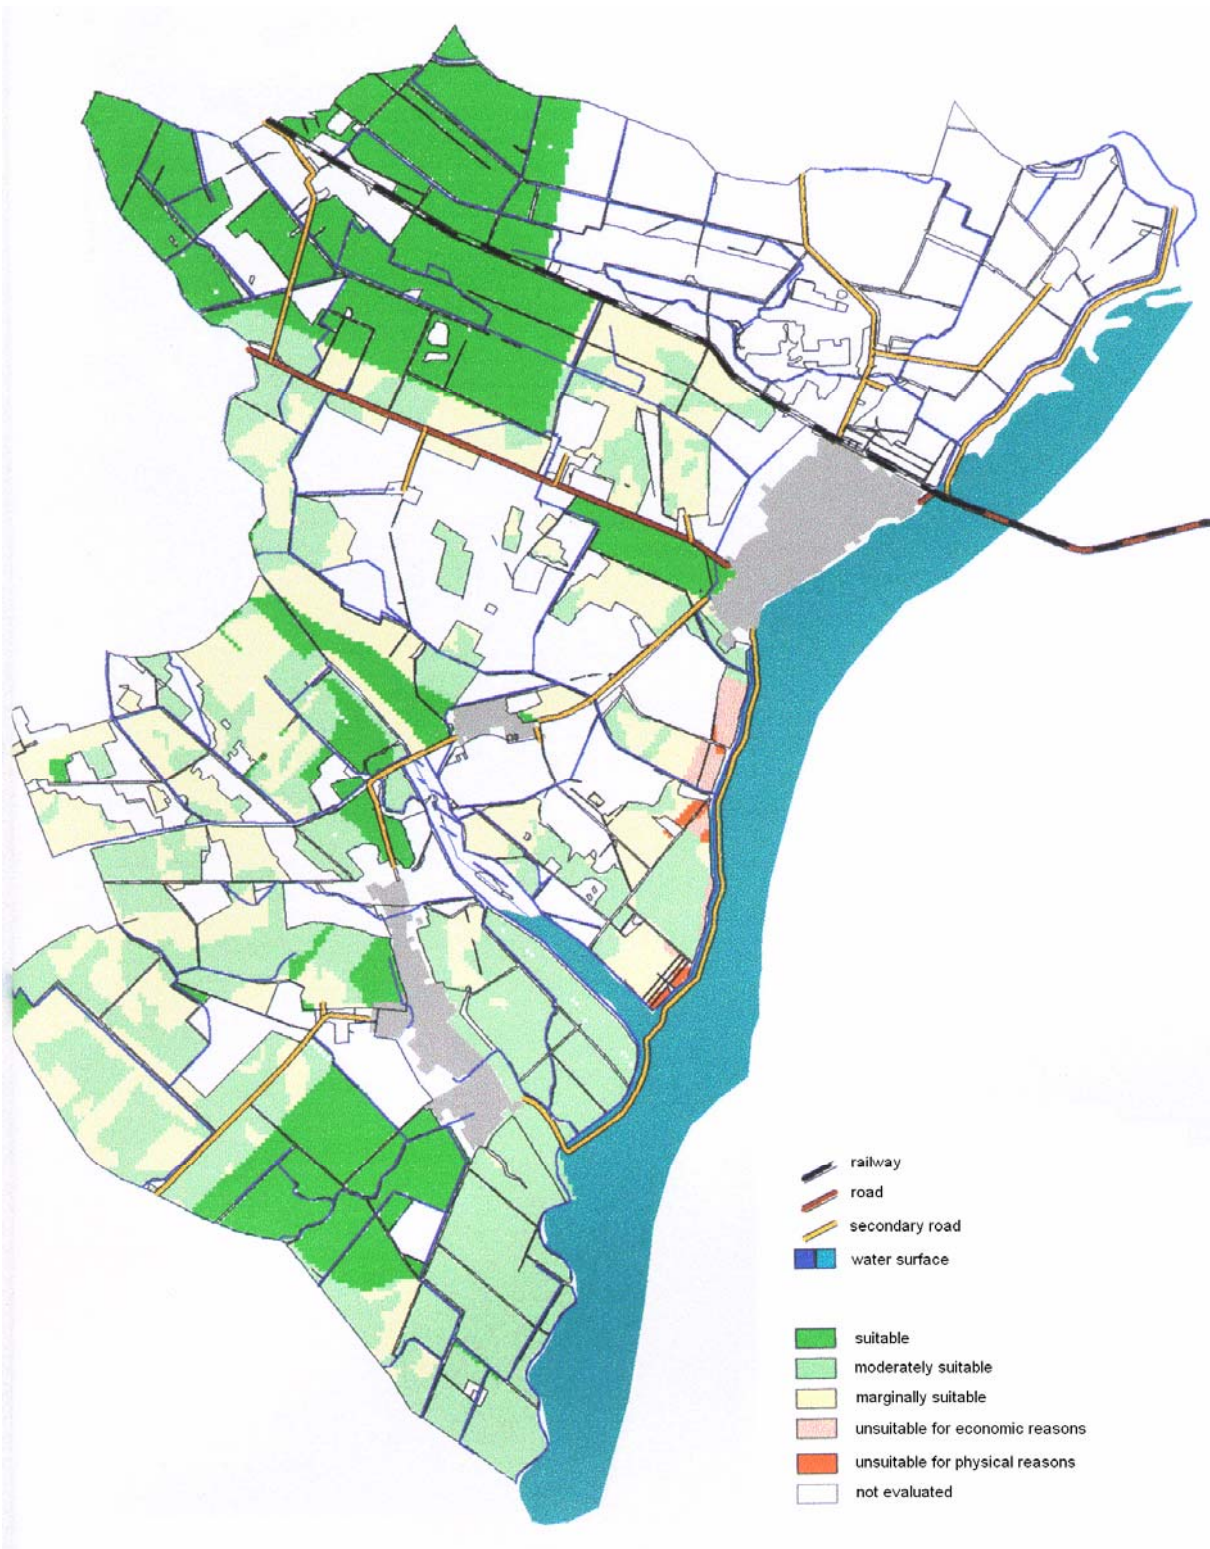 railway
road
secondary road
water surface
suitable
moderately suitable
marginally suitable
unsuitable for economic reasons
unsuitable for physical reasons
not evaluated